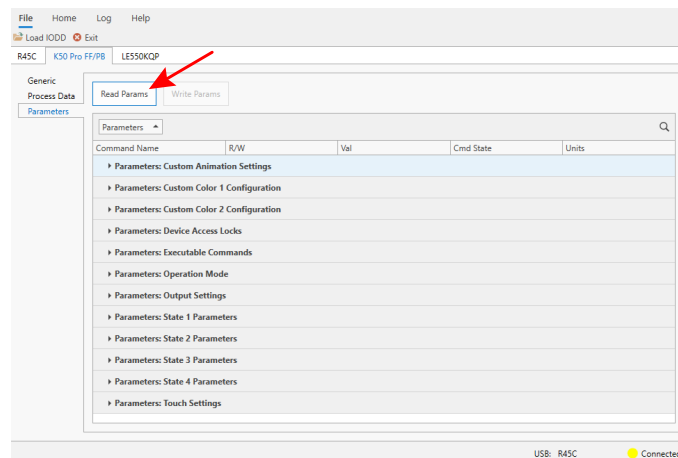 File Home Log Help
Load IODD Exit
R45C K50 Pro FF/PB LE550KQP
Generic
Process Data
Parameters
Read Params Write Params
Parameters
Command Name R/W Val Cmd State Units
Parameters: Custom Animation Settings
Parameters: Custom Color 1 Configuration
Parameters: Custom Color 2 Configuration
Parameters: Device Access Locks
Parameters: Executable Commands
Parameters: Operation Mode
Parameters: Output Settings
Parameters: State 1 Parameters
Parameters: State 2 Parameters
Parameters: State 3 Parameters
Parameters: State 4 Parameters
Parameters: Touch Settings
USB: R45C Connected